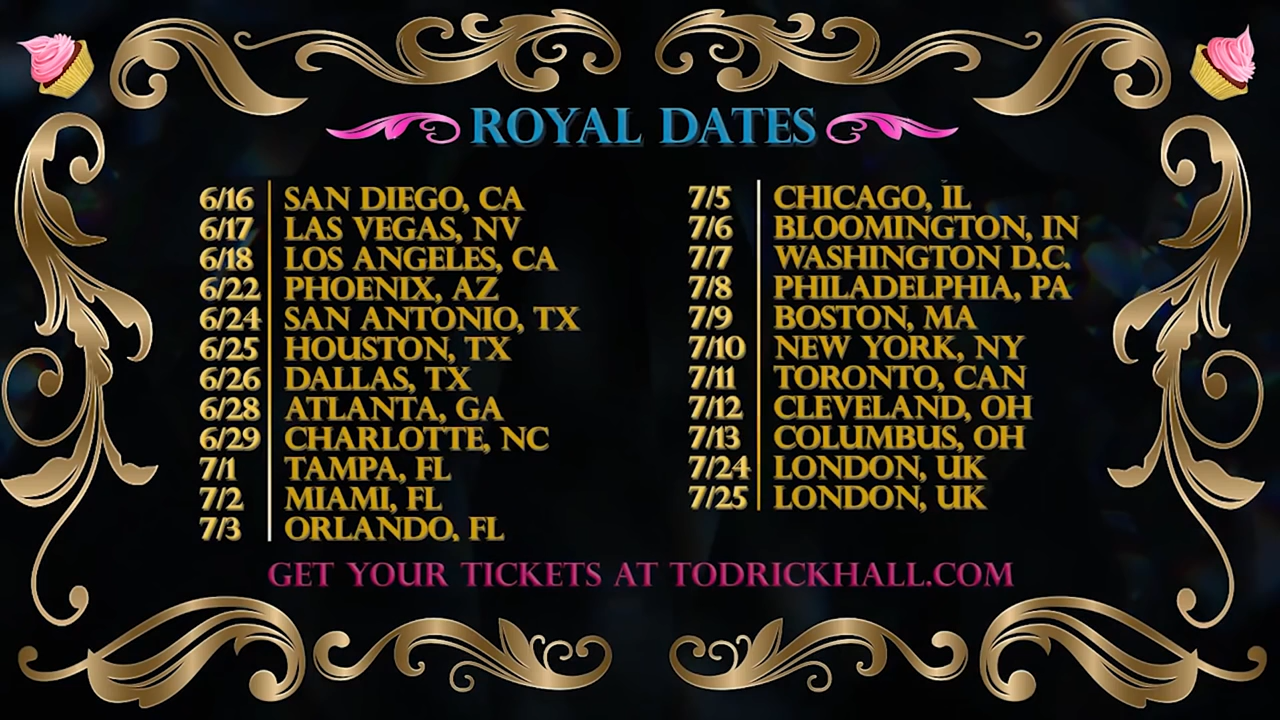 ROYAL DATES
6/16 SAN DIEGO, CA
6/17 LAS VEGAS, NV
6/18 LOS ANGELES, CA
6/22 PHOENIX, AZ
6/24 SAN ANTONIO, TX
6/25 HOUSTON, TX
6/26 DALLAS, TX
6/28 ATLANTA, GA
6/29 CHARLOTTE, NC
7/1 TAMPA, FL
7/2 MIAMI, FL
7/3 ORLANDO, FL
7/5 CHICAGO, IL
7/6 BLOOMINGTON, IN
7/7 WASHINGTON D.C.
7/8 PHILADELPHIA, PA
7/9 BOSTON, MA
7/10 NEW YORK, NY
7/11 TORONTO, CAN
7/12 CLEVELAND, OH
7/13 COLUMBUS, OH
7/24 LONDON, UK
7/25 LONDON, UK
GET YOUR TICKETS AT TODRICKHALL.COM